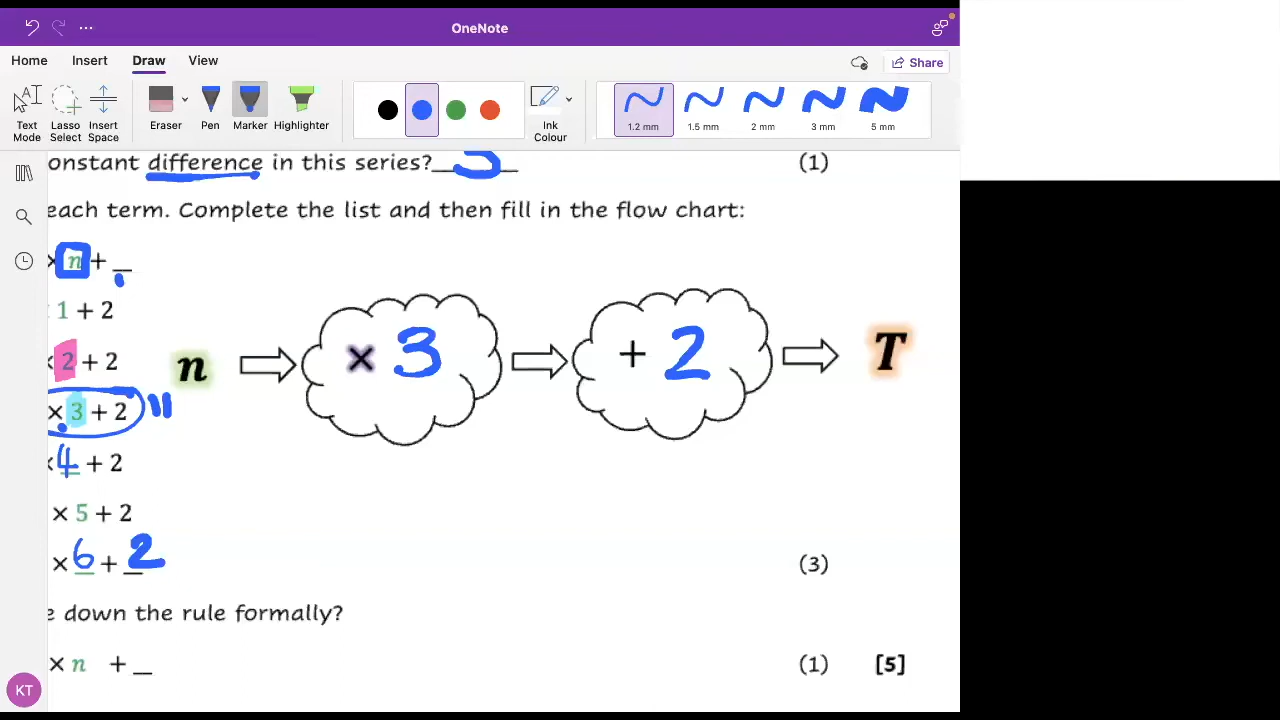 OneNote
Home Insert Draw View
Share
Text Mode Lasso Select Insert Space Eraser Pen Marker Highlighter Ink Colour 1.2 mm 1.5 mm 2 mm 3 mm 5 mm
onstant difference in this series? 3 (1)
each term. Complete the list and then fill in the flow chart:
× n + _
1 + 2
× 2 + 2
n × 3 + 2 T
× 3 + 2 11
× 4 + 2
× 5 + 2
× 6 + 2 (3)
e down the rule formally?
× n + _ (1) [5]
KT